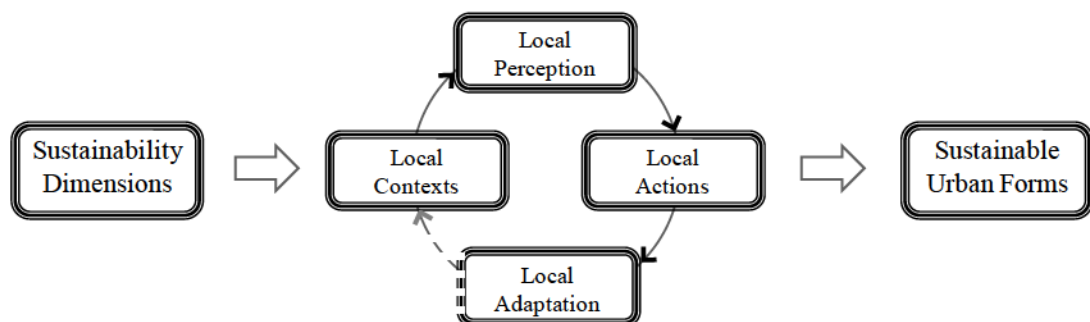 Local
Perception
Sustainability
Dimensions
Local
Contexts
Local
Actions
Sustainable
Urban Forms
Local
Adaptation